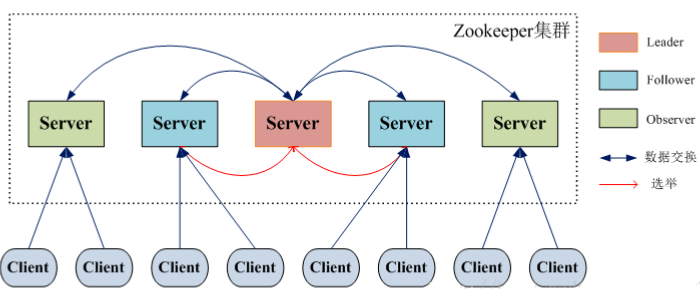 Zookeeper集群
Server
Server
Server
Server
Server
Client
Client
Client
Client
Client
Client
Client
Client
Leader
Follower
Observer
数据交换
选举